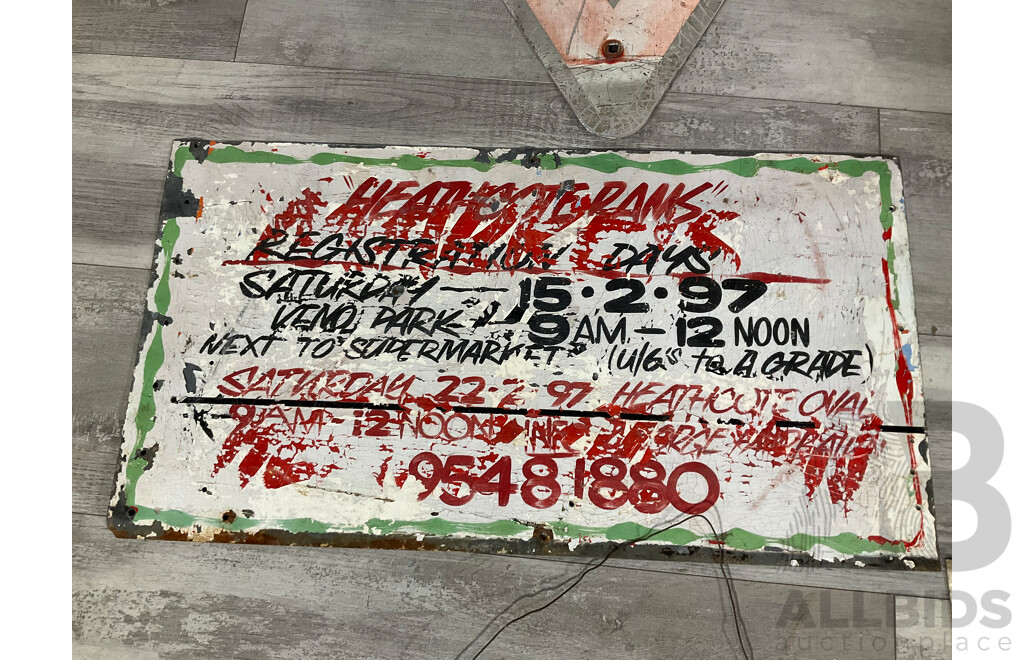 "HEATHCOTE RAMS"
REGISTRATION DAYS
SATURDAY — 15·2·97
VENO PARK — 9AM – 12 NOON
NEXT TO "SUPERMARKET" (U/6's to A GRADE)
SATURDAY 22·2·97 HEATHCOTE OVAL
9AM - 12 NOON
9548 1880
ALLBIDS
auction place